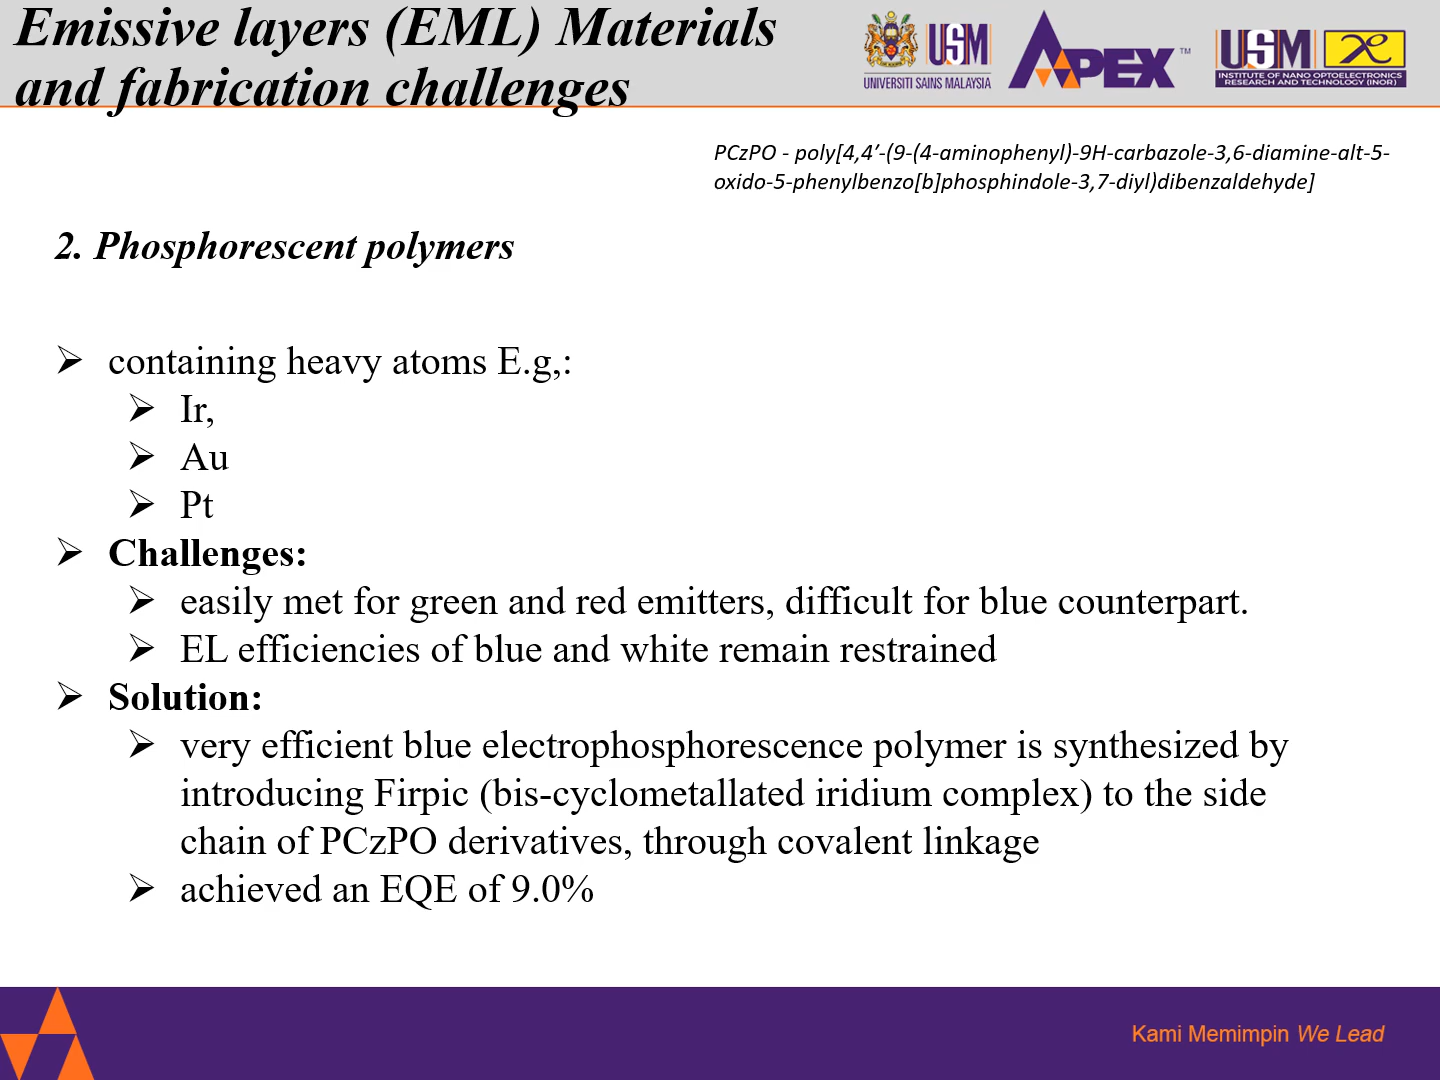 Emissive layers (EML) Materials
and fabrication challenges
USM
UNIVERSITI SAINS MALAYSIA
APEX™
USM
INSTITUTE OF NANO OPTOELECTRONICS
RESEARCH AND TECHNOLOGY (INOR)
PCzPO - poly[4,4′-(9-(4-aminophenyl)-9H-carbazole-3,6-diamine-alt-5-
oxido-5-phenylbenzo[b]phosphindole-3,7-diyl)dibenzaldehyde]
2. Phosphorescent polymers
➢ containing heavy atoms E.g,:
➢ Ir,
➢ Au
➢ Pt
➢ Challenges:
➢ easily met for green and red emitters, difficult for blue counterpart.
➢ EL efficiencies of blue and white remain restrained
➢ Solution:
➢ very efficient blue electrophosphorescence polymer is synthesized by
introducing Firpic (bis-cyclometallated iridium complex) to the side
chain of PCzPO derivatives, through covalent linkage
➢ achieved an EQE of 9.0%
Kami Memimpin We Lead